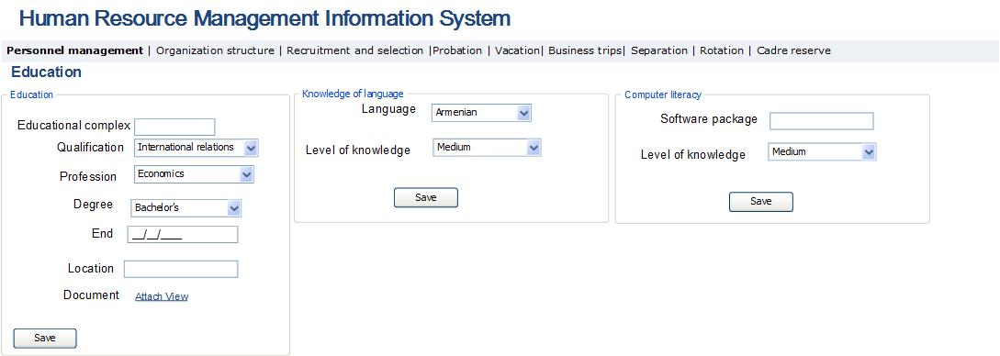 Human Resource Management Information System
Personnel management | Organization structure | Recruitment and selection |Probation | Vacation| Business trips| Separation | Rotation | Cadre reserve
Education
Education
Educational complex
Qualification International relations
Profession Economics
Degree Bachelor's
End __/__/____
Location
Document Attach View
Save
Knowledge of language
Language Armenian
Level of knowledge Medium
Save
Computer literacy
Software package
Level of knowledge Medium
Save